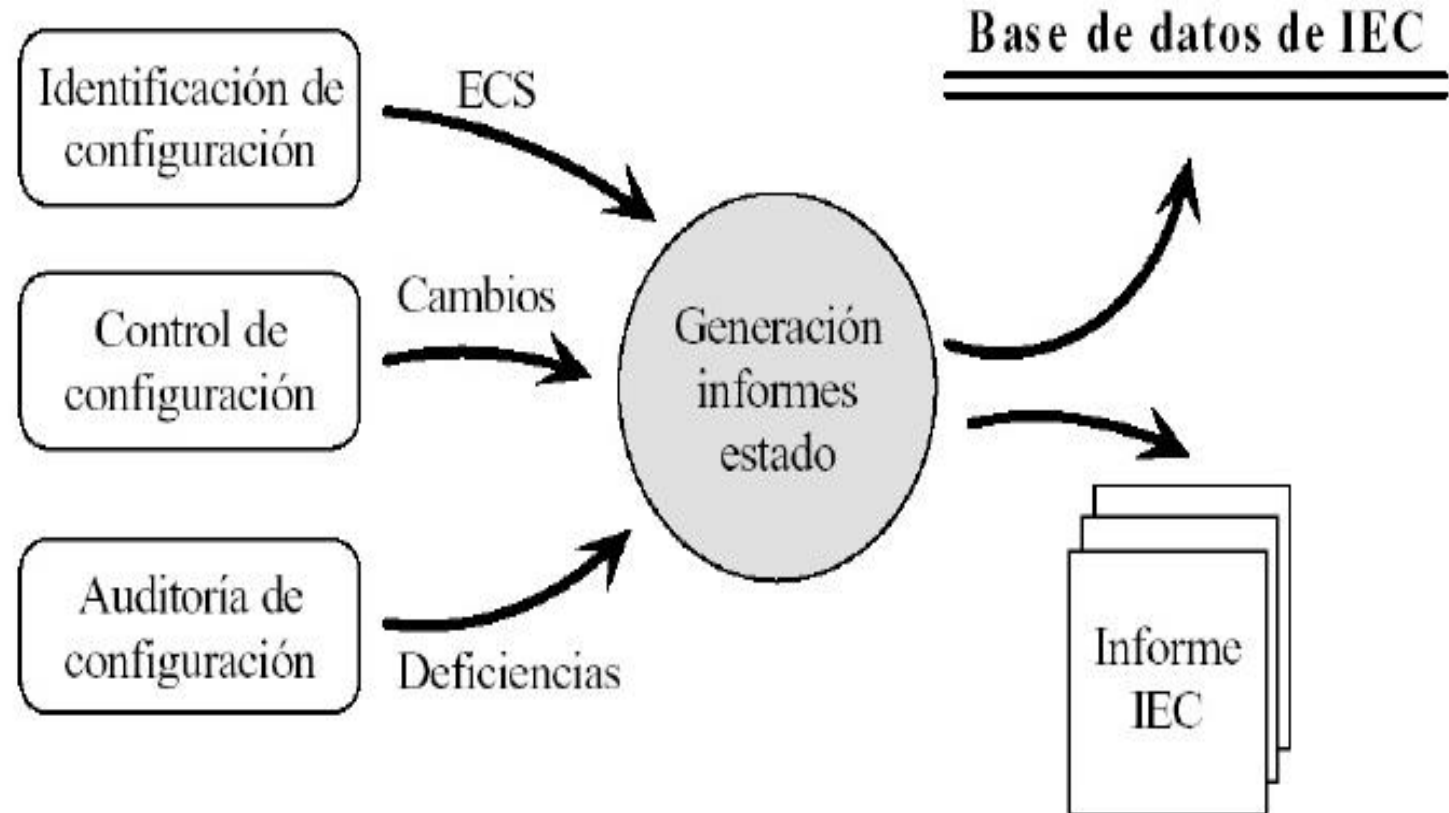 Identificación de
configuración
ECS
Base de datos de IEC
Control de
configuración
Cambios
Generación
informes
estado
Auditoría de
configuración
Deficiencias
Informe
IEC